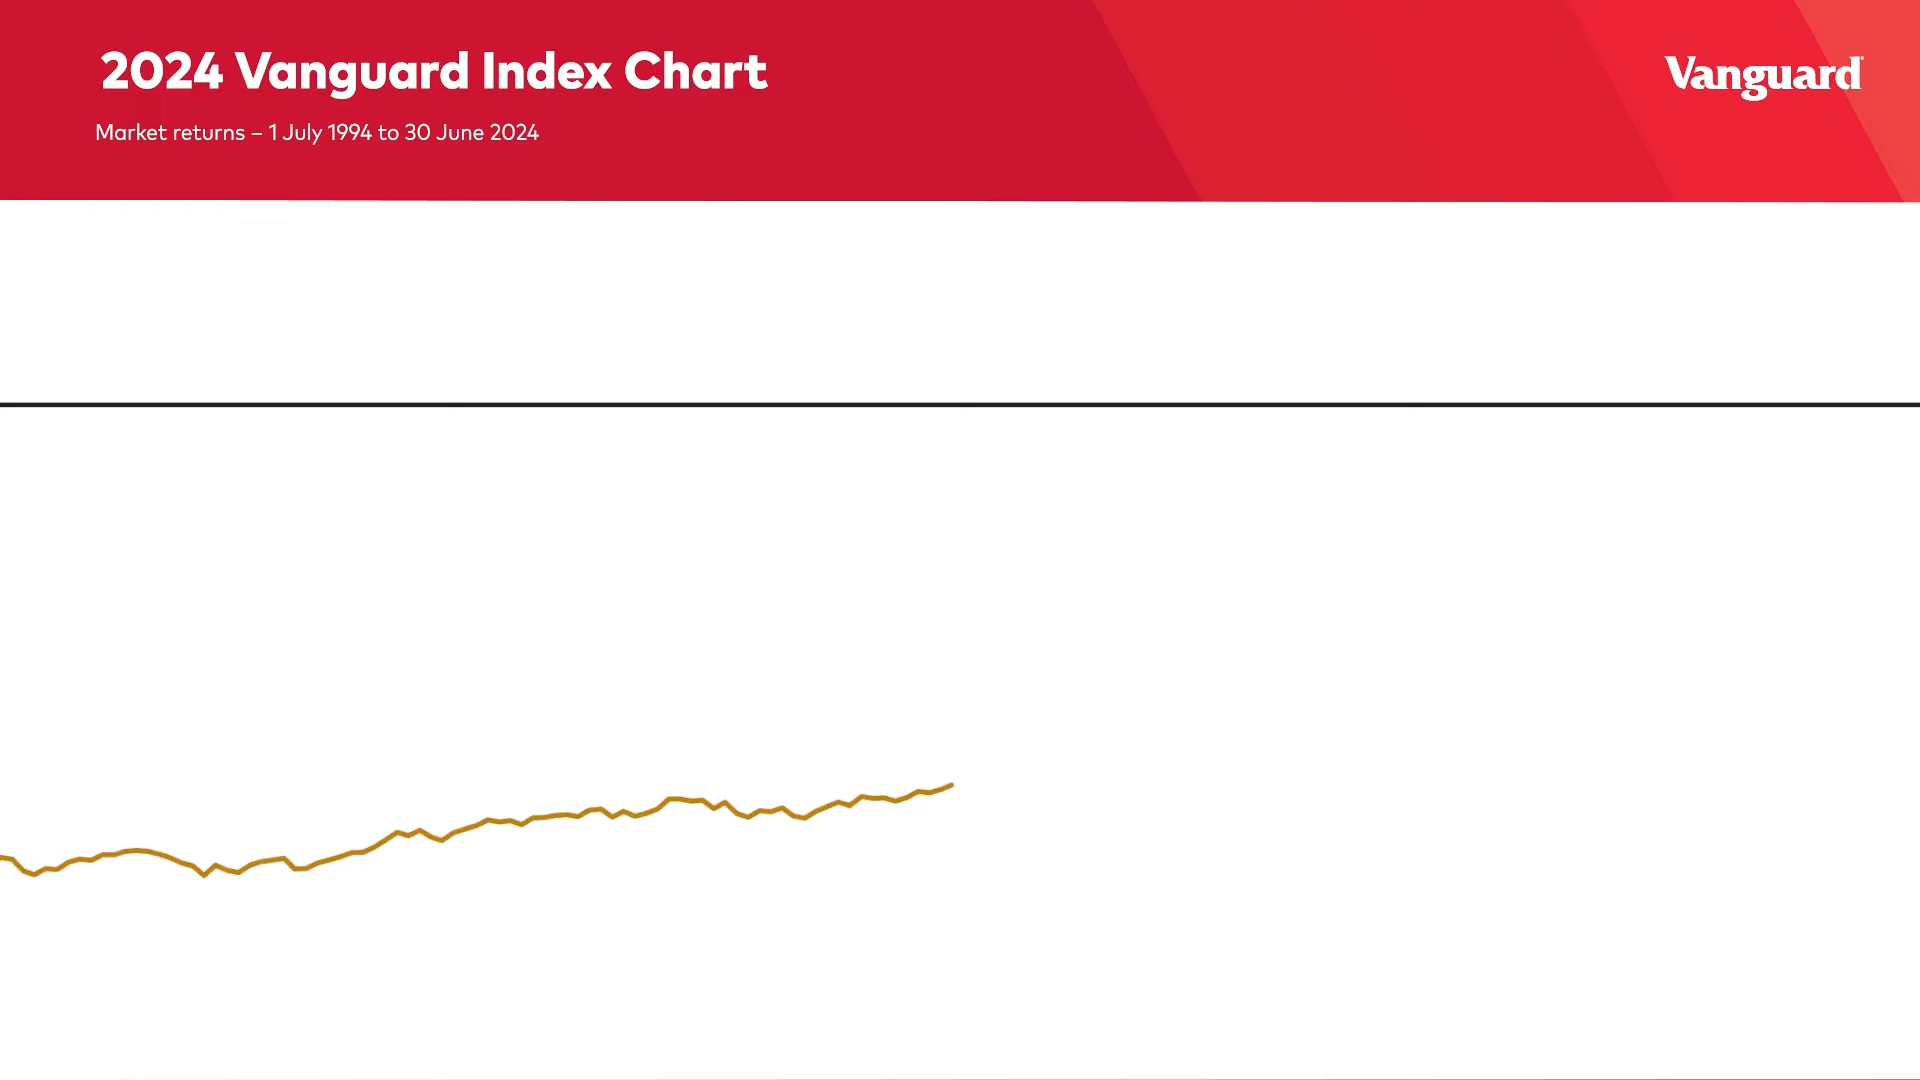 2024 Vanguard Index Chart
Vanguard
Market returns – 1 July 1994 to 30 June 2024